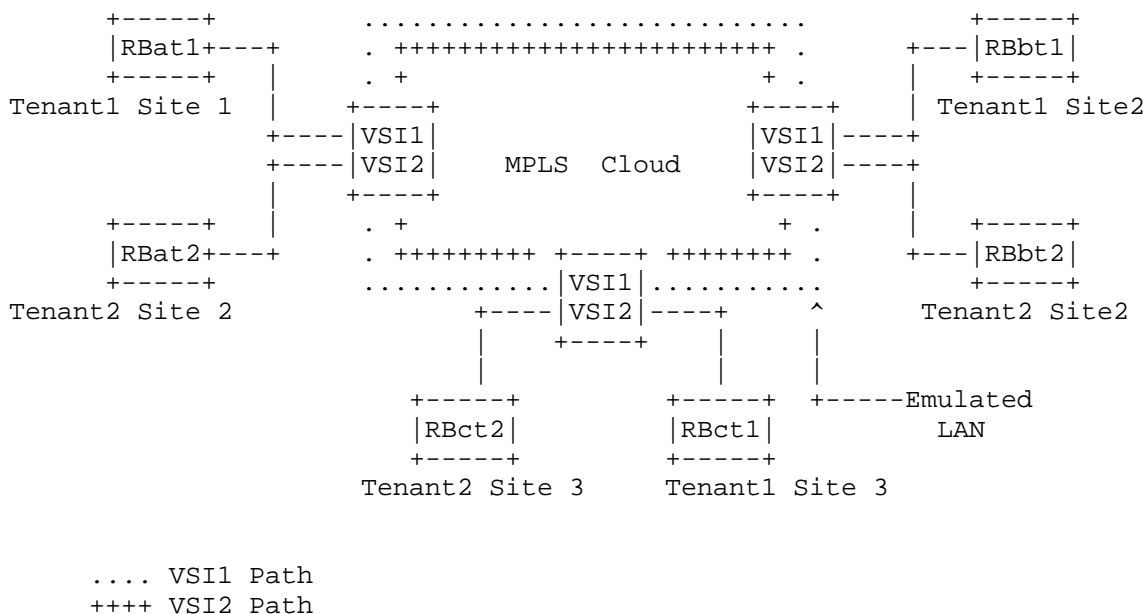 RBat1 RBbt1
Tenant1 Site 1 Tenant1 Site2
VSI1 VSI1
VSI2 MPLS Cloud VSI2
RBat2 RBbt2
VSI1
Tenant2 Site 2 VSI2 Tenant2 Site2
Emulated
RBct2 RBct1 LAN
Tenant2 Site 3 Tenant1 Site 3
.... VSI1 Path
++++ VSI2 Path